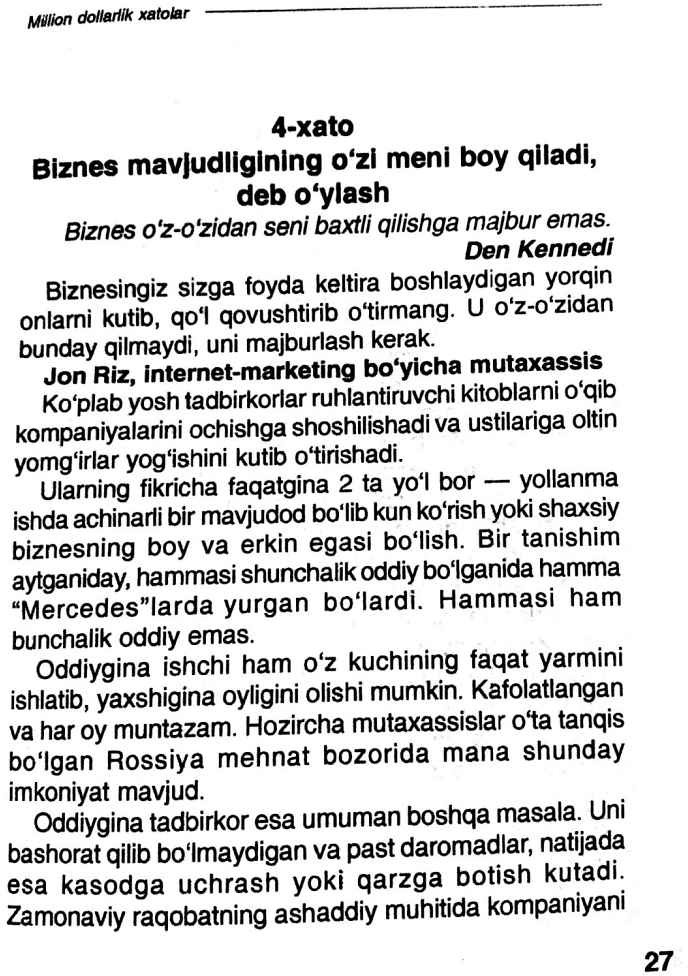 Million dollarlik xatolar
4-xato
Biznes mavjudligining o‘zi meni boy qiladi,
deb o‘ylash
Biznes o‘z-o‘zidan seni baxtli qilishga majbur emas.
Den Kennedi
Biznesingiz sizga foyda keltira boshlaydigan yorqin
onlarni kutib, qo‘l qovushtirib o‘tirmang. U o‘z-o‘zidan
bunday qilmaydi, uni majburlash kerak.
Jon Riz, internet-marketing bo‘yicha mutaxassis
Ko‘plab yosh tadbirkorlar ruhlantiruvchi kitoblarni o‘qib
kompaniyalarini ochishga shoshilishadi va ustilariga oltin
yomg‘irlar yog‘ishini kutib o‘tirishadi.
Ularning fikricha faqatgina 2 ta yo‘l bor — yollanma
ishda achinarli bir mavjudod bo‘lib kun ko‘rish yoki shaxsiy
biznesning boy va erkin egasi bo‘lish. Bir tanishim
aytganiday, hammasi shunchalik oddiy bo‘lganida hamma
“Mercedes”larda yurgan bo‘lardi. Hammasi ham
bunchalik oddiy emas.
Oddiygina ishchi ham o‘z kuchining faqat yarmini
ishlatib, yaxshigina oyligini olishi mumkin. Kafolatlangan
va har oy muntazam. Hozircha mutaxassislar o‘ta tanqis
bo‘lgan Rossiya mehnat bozorida mana shunday
imkoniyat mavjud.
Oddiygina tadbirkor esa umuman boshqa masala. Uni
bashorat qilib bo‘lmaydigan va past daromadlar, natijada
esa kasodga uchrash yoki qarzga botish kutadi.
Zamonaviy raqobatning ashaddiy muhitida kompaniyani
27